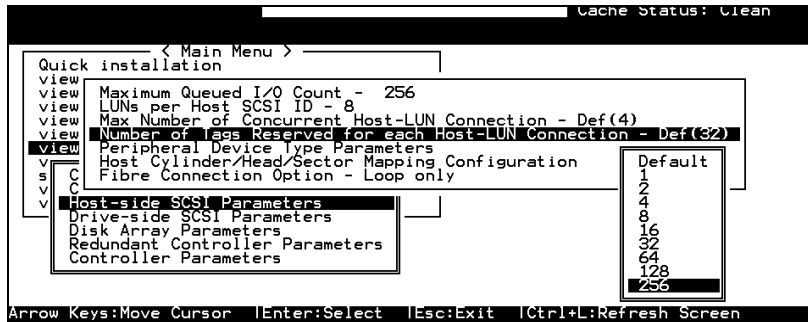 Cache Status: Clean
< Main Menu >
Quick installation
view
view Maximum Queued I/O Count - 256
view LUNs per Host SCSI ID - 8
view Max Number of Concurrent Host-LUN Connection - Def(4)
view Number of Tags Reserved for each Host-LUN Connection - Def(32)
view Peripheral Device Type Parameters
v Host Cylinder/Head/Sector Mapping Configuration
s C Fibre Connection Option - Loop only
v C
v Host-side SCSI Parameters
Drive-side SCSI Parameters
Disk Array Parameters
Redundant Controller Parameters
Controller Parameters
Default
1
2
4
8
16
32
64
128
256
Arrow Keys:Move Cursor |Enter:Select |Esc:Exit |Ctrl+L:Refresh Screen